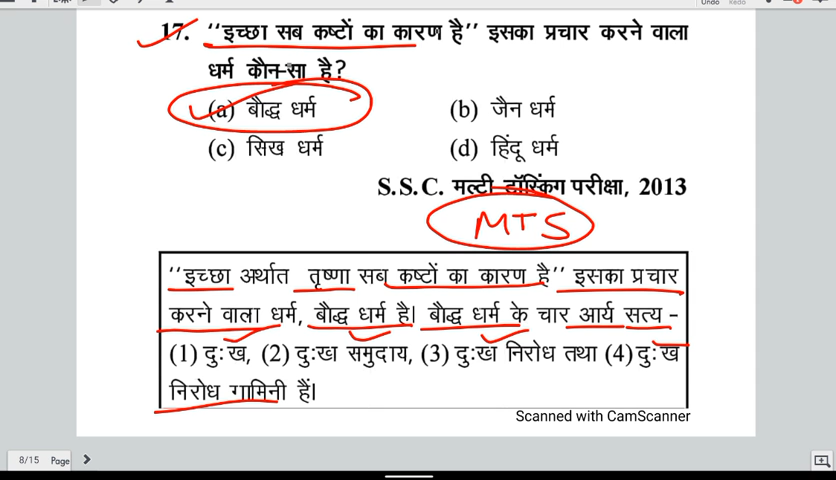 Undo Redo
17. ‘‘इच्छा सब कष्टों का कारण है’’ इसका प्रचार करने वाला
धर्म कौन-सा है?
(a) बौद्ध धर्म (b) जैन धर्म
(c) सिख धर्म (d) हिंदू धर्म
S.S.C. मल्टी टॉस्किंग परीक्षा, 2013
MTS
‘‘इच्छा अर्थात तृष्णा सब कष्टों का कारण है’’ इसका प्रचार
करने वाला धर्म, बौद्ध धर्म है। बौद्ध धर्म के चार आर्य सत्य -
(1) दुःख, (2) दुःख समुदाय, (3) दुःख निरोध तथा (4) दुःख
निरोध गामिनी हैं।
Scanned with CamScanner
8/15 Page